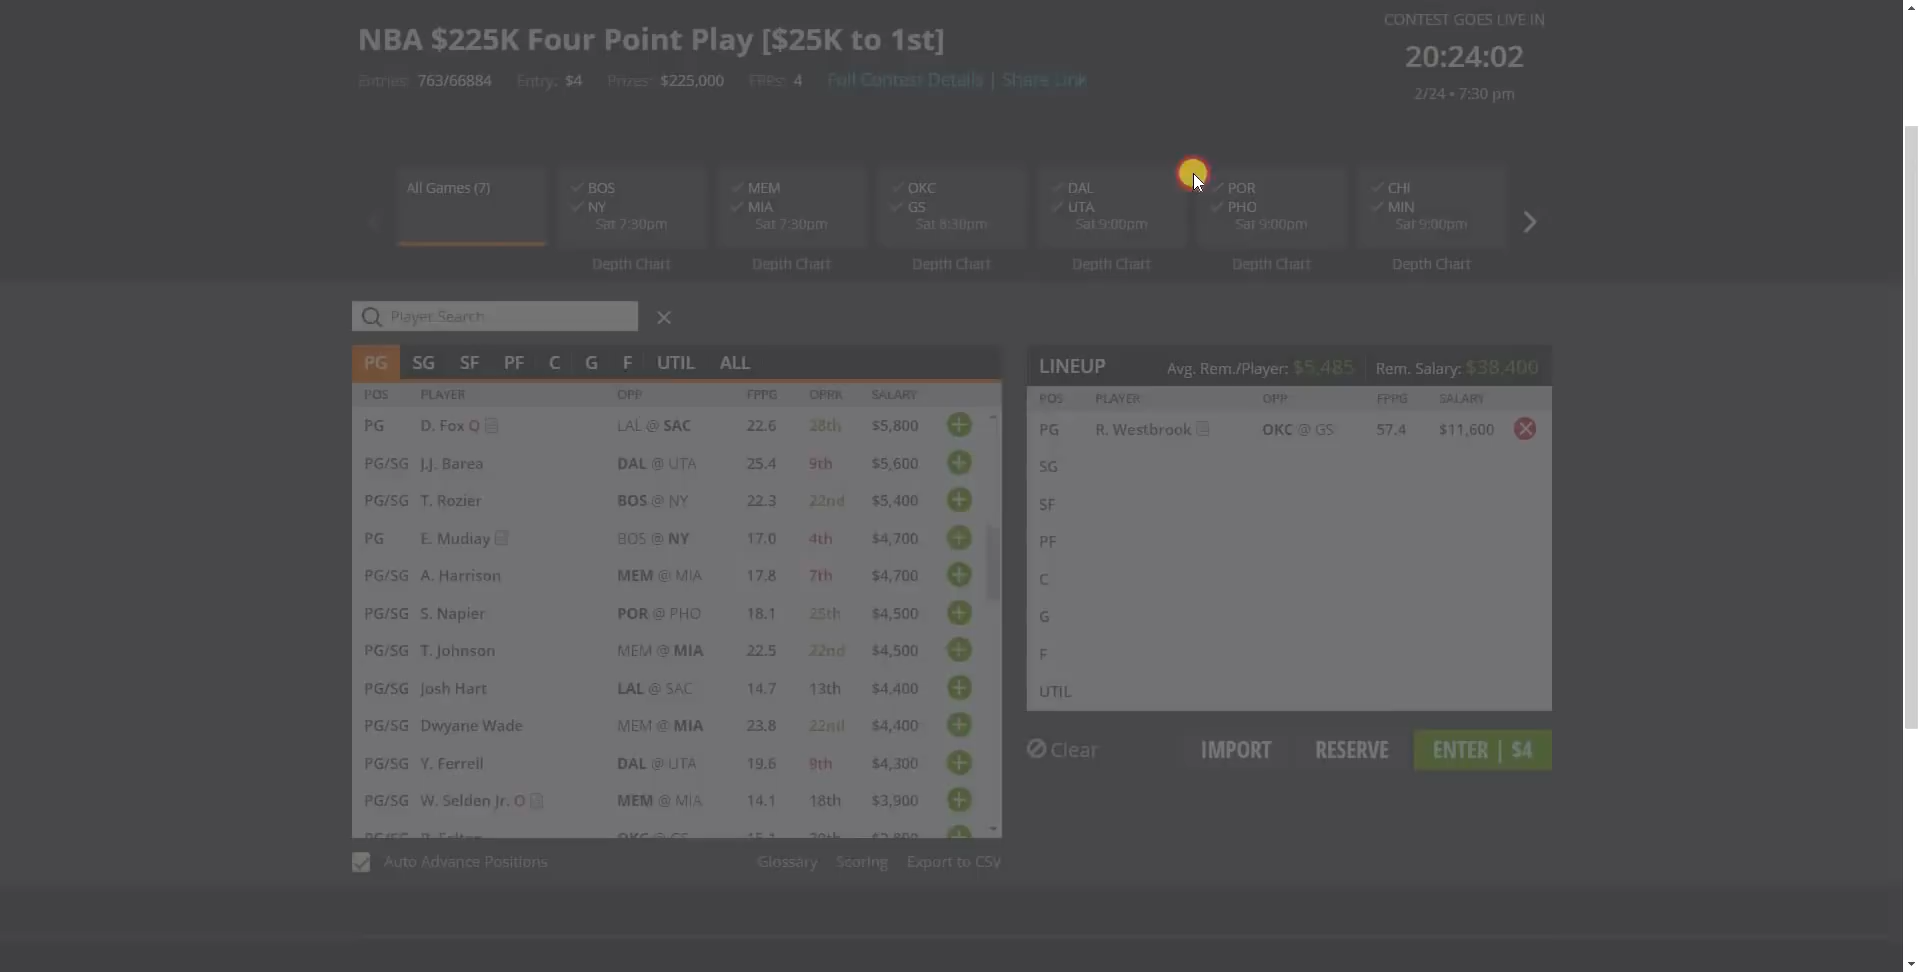 CONTEST GOES LIVE IN
NBA $225K Four Point Play [$25K to 1st]
20:24:02
Entries: 763/66884 Entry: $4 Prizes: $225,000 FPPs: 4 Full Contest Details | Share Link
2/24 • 7:30 pm
All Games (7)
BOS
NY
Sat 7:30pm
Depth Chart
MEM
MIA
Sat 7:30pm
Depth Chart
OKC
GS
Sat 8:30pm
Depth Chart
DAL
UTA
Sat 9:00pm
Depth Chart
POR
PHO
Sat 9:00pm
Depth Chart
CHI
MIN
Sat 9:00pm
Depth Chart
Player Search
PG SG SF PF C G F UTIL ALL
POS PLAYER OPP FPPG OPRK SALARY
PG D. Fox Q LAL @ SAC 22.6 28th $5,800
PG/SG J.J. Barea DAL @ UTA 25.4 9th $5,600
PG/SG T. Rozier BOS @ NY 22.3 22nd $5,400
PG E. Mudiay BOS @ NY 17.0 4th $4,700
PG/SG A. Harrison MEM @ MIA 17.8 7th $4,700
PG/SG S. Napier POR @ PHO 18.1 25th $4,500
PG/SG T. Johnson MEM @ MIA 22.5 22nd $4,500
PG/SG Josh Hart LAL @ SAC 14.7 13th $4,400
PG/SG Dwyane Wade MEM @ MIA 23.8 22nd $4,400
PG/SG Y. Ferrell DAL @ UTA 19.6 9th $4,300
PG/SG W. Selden Jr. O MEM @ MIA 14.1 18th $3,900
Auto Advance Positions Glossary Scoring Export to CSV
LINEUP Avg. Rem./Player: $5,485 Rem. Salary: $38,400
POS PLAYER OPP FPPG SALARY
PG R. Westbrook OKC @ GS 57.4 $11,600
SG
SF
PF
C
G
F
UTIL
Clear IMPORT RESERVE ENTER | $4